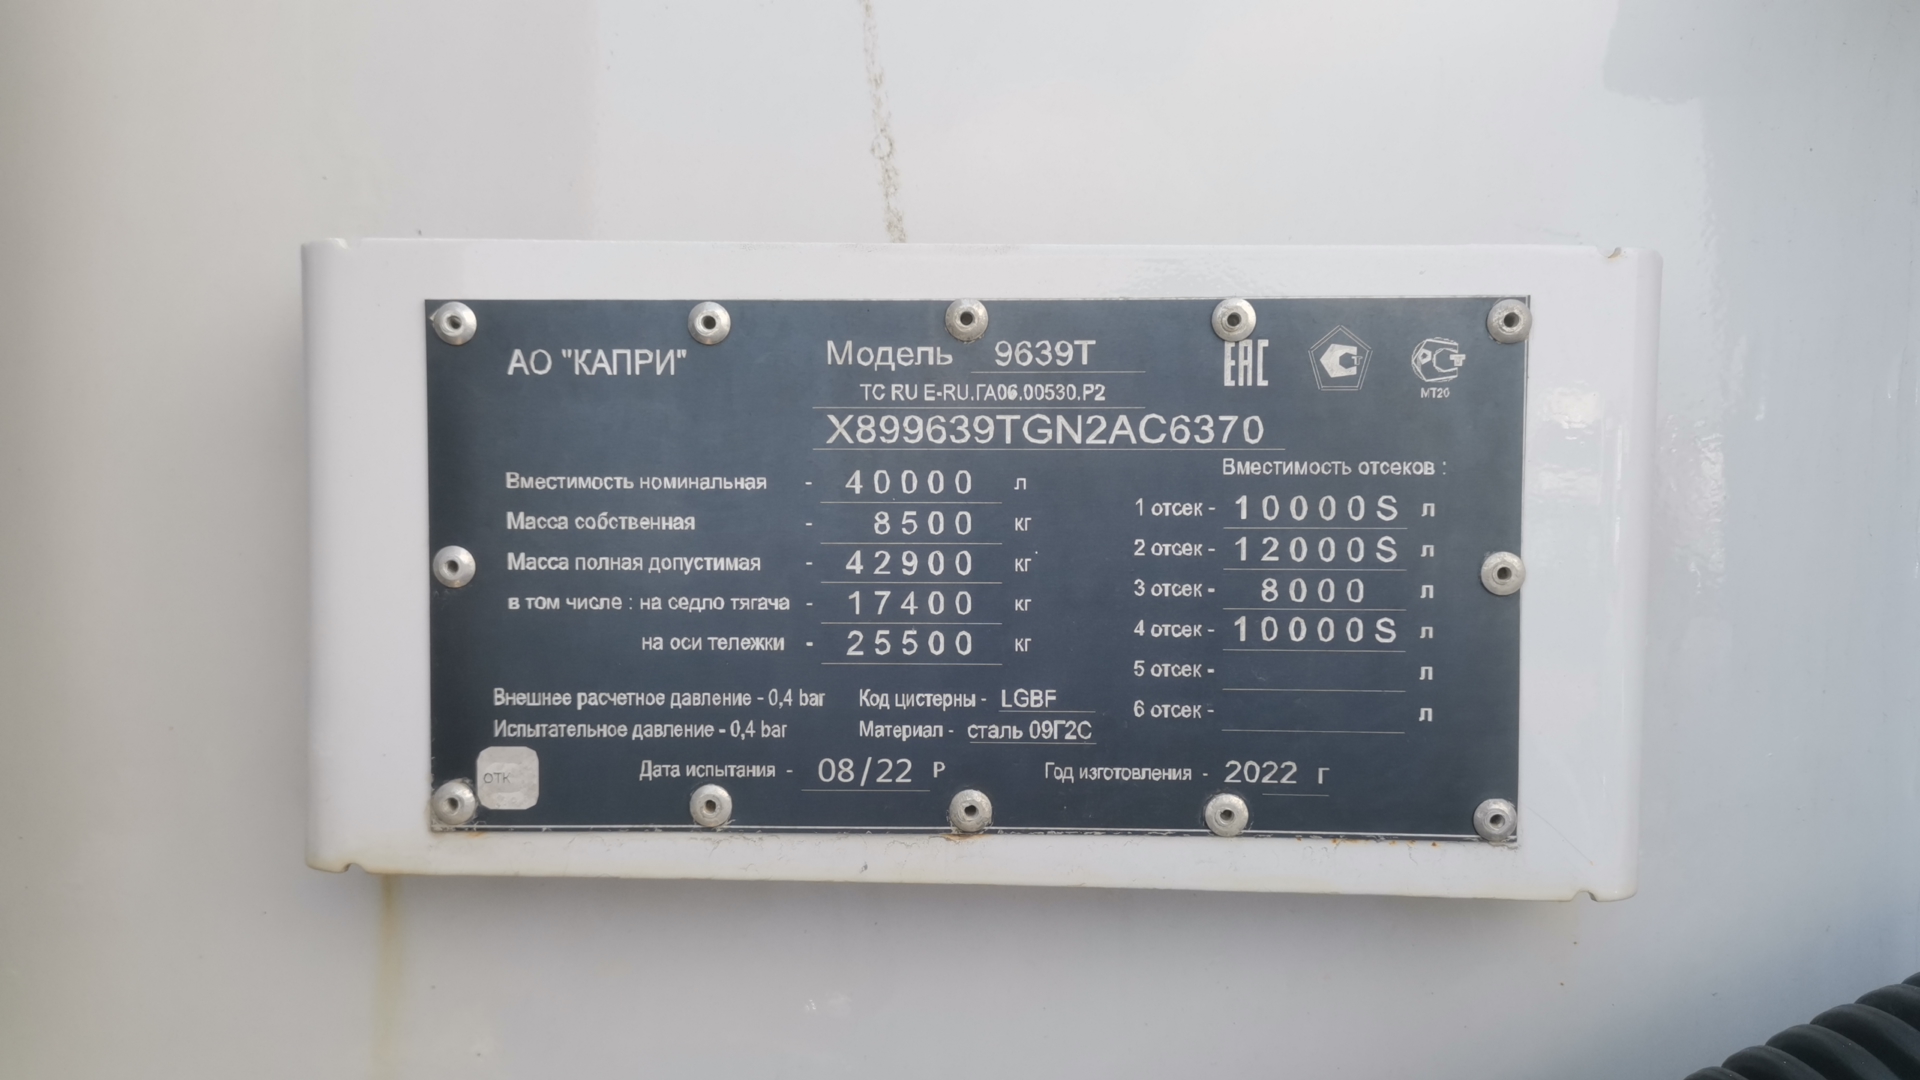 АО "КАПРИ"
Модель 9639Т
ТС RU Е-RU.ГА06.00530.Р2
EAC
МТ20
X899639TGN2AC6370
Вместимость номинальная - 40000 л
Масса собственная - 8500 кг
Масса полная допустимая - 42900 кг
в том числе : на седло тягача - 17400 кг
на оси тележки - 25500 кг
Вместимость отсеков :
1 отсек - 10000S л
2 отсек - 12000S л
3 отсек - 8000 л
4 отсек - 10000S л
5 отсек - л
6 отсек - л
Внешнее расчетное давление - 0,4 bar
Код цистерны - LGBF
Испытательное давление - 0,4 bar
Материал - сталь 09Г2С
ОТК
Дата испытания - 08/22 Р
Год изготовления - 2022 г